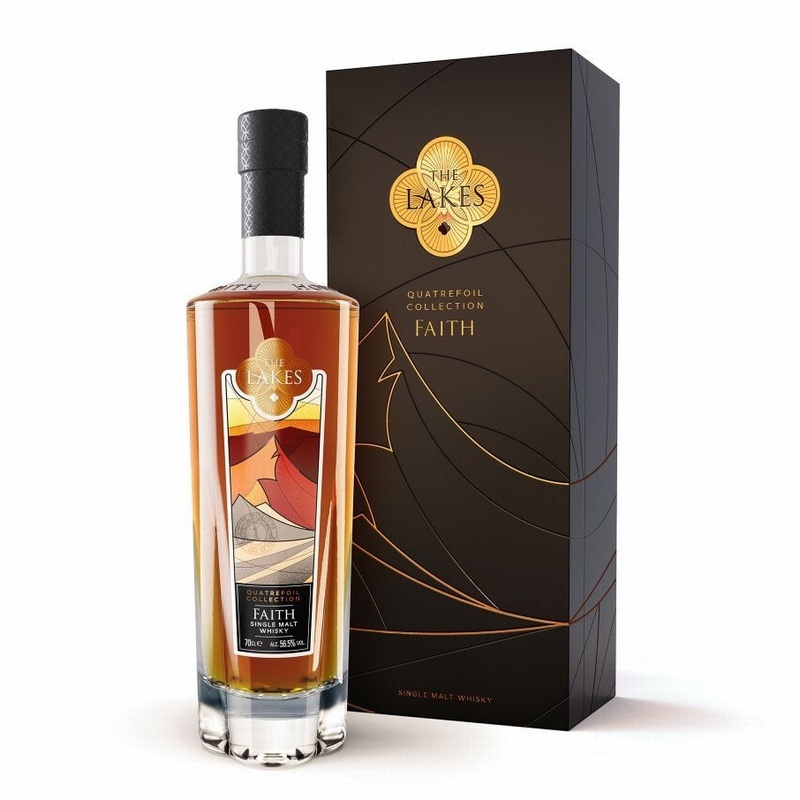 THE
LAKES
QUATREFOIL
COLLECTION
FAITH
SINGLE MALT WHISKY
THE
LAKES
QUATREFOIL
COLLECTION
FAITH
SINGLE MALT
WHISKY
70CL e ALC. 56.5% VOL.